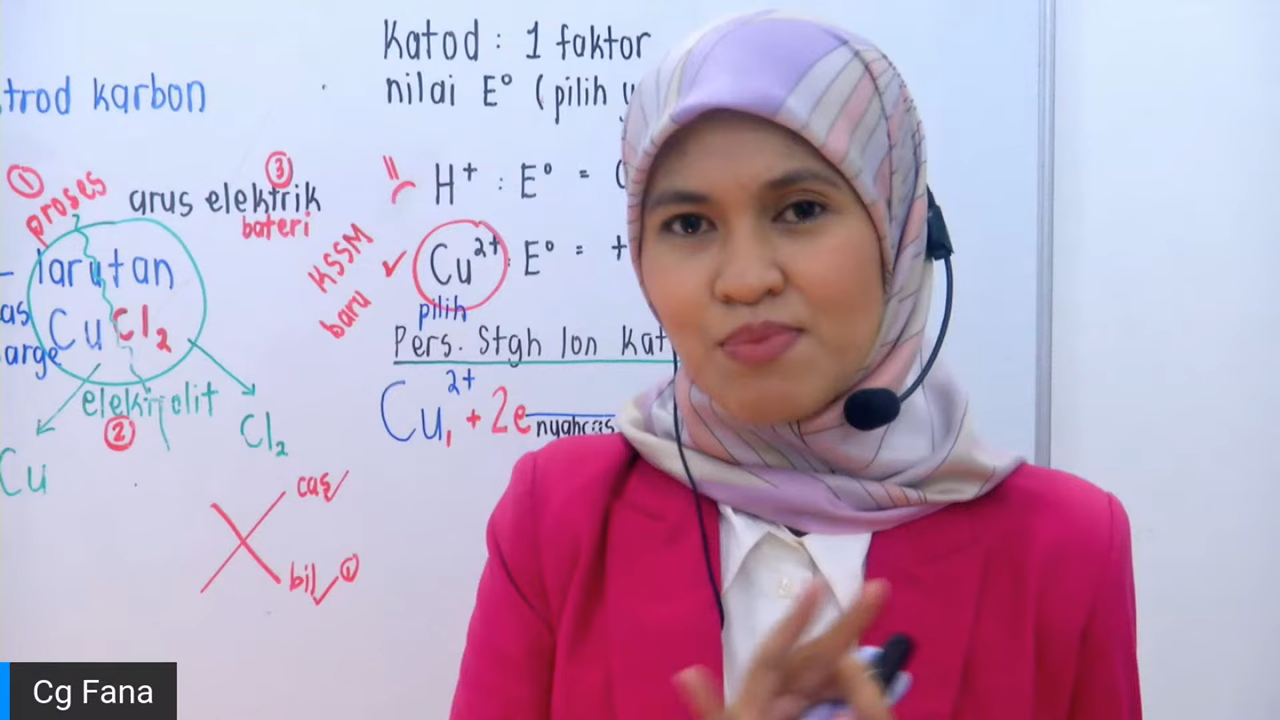 Katod : 1 faktor
nilai E° (pilih
trod karbon
① proses
arus elektrik ③
bateri
larutan
CuCl₂
elektrolit
②
Cu
Cl₂
cas ✓
bil ✓ ①
H⁺ : E° =
KSSM
baru
✓ Cu²⁺ : E° = +
pilih
Pers. Stgh Ion Kat
Cu²⁺ + 2e
nyahcas
Cg Fana